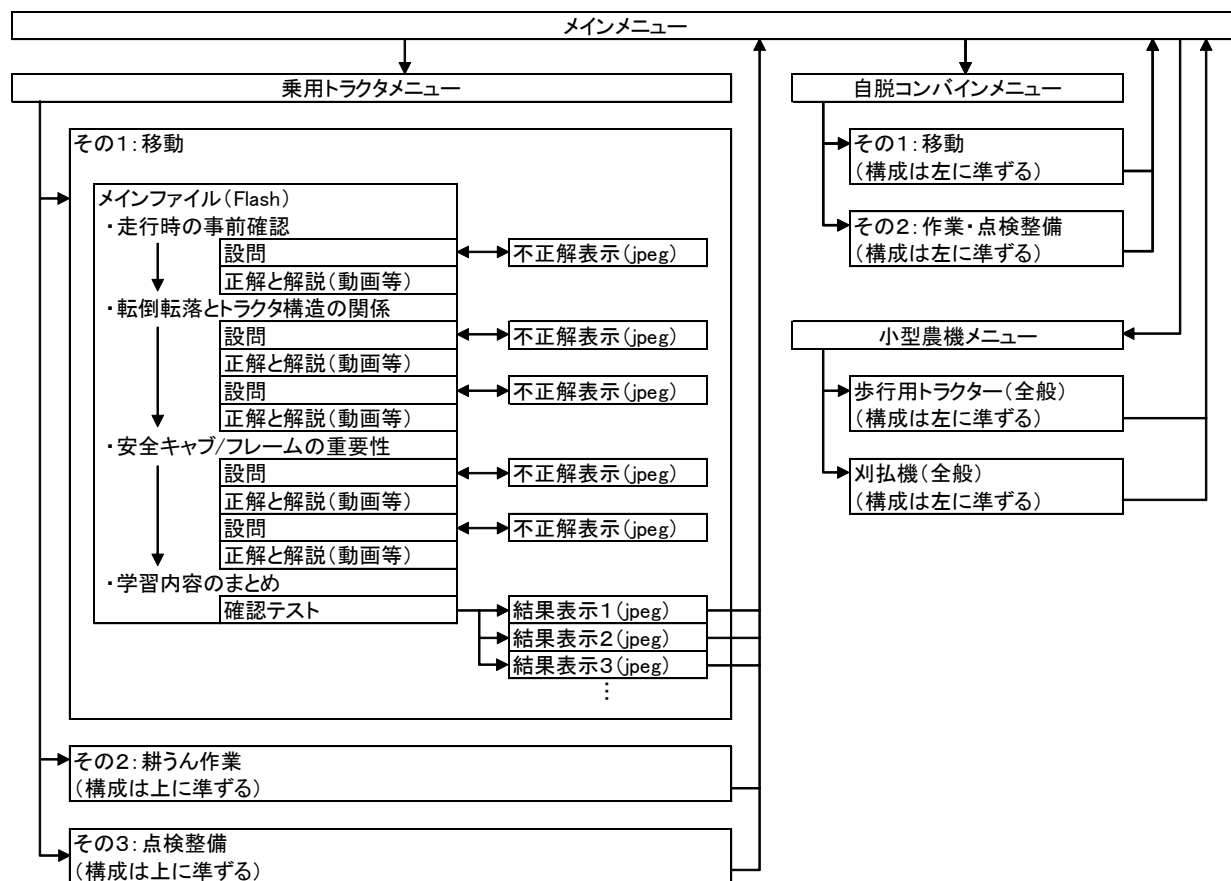 メインメニュー
乗用トラクタメニュー
その1:移動
メインファイル(Flash)
・走行時の事前確認
設問
不正解表示(jpeg)
正解と解説(動画等)
・転倒転落とトラクタ構造の関係
設問
不正解表示(jpeg)
正解と解説(動画等)
設問
不正解表示(jpeg)
正解と解説(動画等)
・安全キャブ/フレームの重要性
設問
不正解表示(jpeg)
正解と解説(動画等)
設問
不正解表示(jpeg)
正解と解説(動画等)
・学習内容のまとめ
確認テスト
結果表示1(jpeg)
結果表示2(jpeg)
結果表示3(jpeg)
⋮
その2:耕うん作業
(構成は上に準ずる)
その3:点検整備
(構成は上に準ずる)
自脱コンバインメニュー
その1:移動
(構成は左に準ずる)
その2:作業・点検整備
(構成は左に準ずる)
小型農機メニュー
歩行用トラクター(全般)
(構成は左に準ずる)
刈払機(全般)
(構成は左に準ずる)